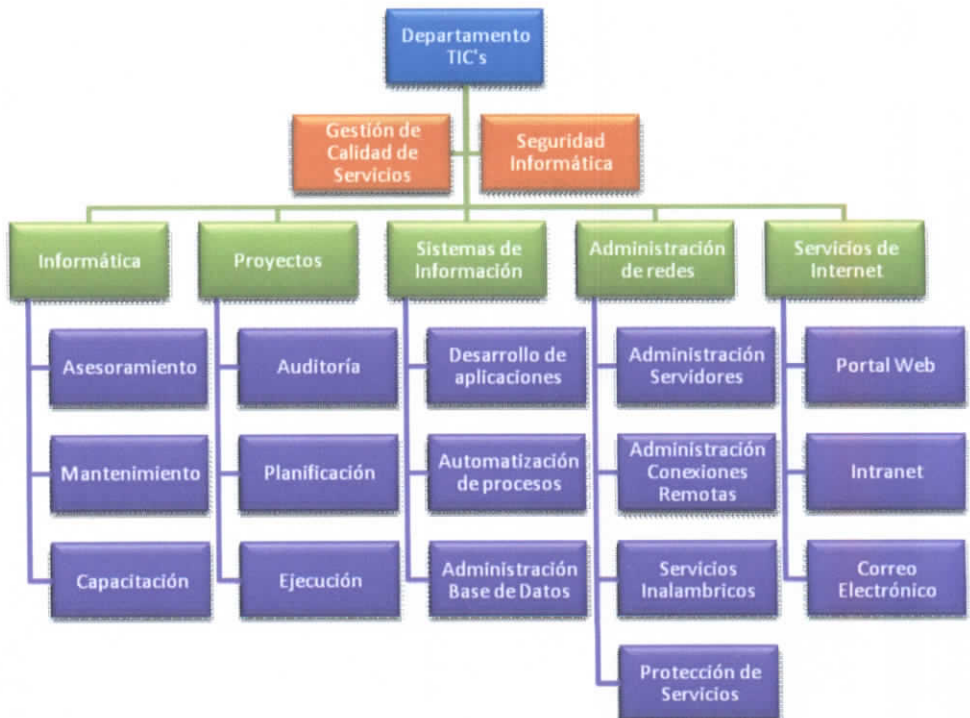 Departamento
TIC's
Gestión de
Calidad de
Servicios
Seguridad
Informática
Informática
Proyectos
Sistemas de
Información
Administración
de redes
Servicios de
Internet
Asesoramiento
Auditoría
Desarrollo de
aplicaciones
Administración
Servidores
Portal Web
Mantenimiento
Planificación
Automatización
de procesos
Administración
Conexiones
Remotas
Intranet
Capacitación
Ejecución
Administración
Base de Datos
Servicios
Inalambricos
Correo
Electrónico
Protección de
Servicios